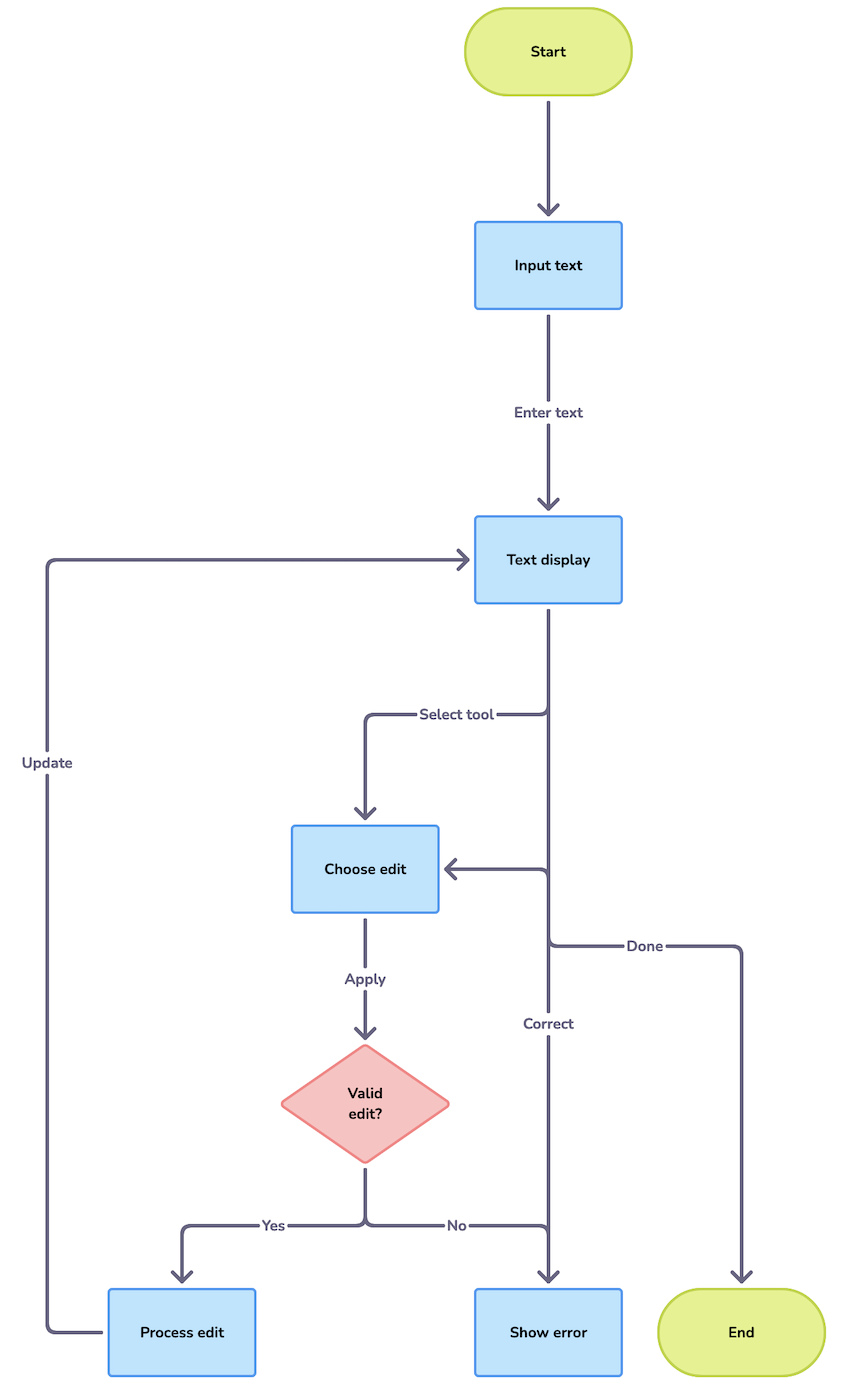 Start
Input text
Enter text
Text display
Select tool
Update
Choose edit
Done
Apply
Correct
Valid
edit?
Yes
No
Process edit
Show error
End